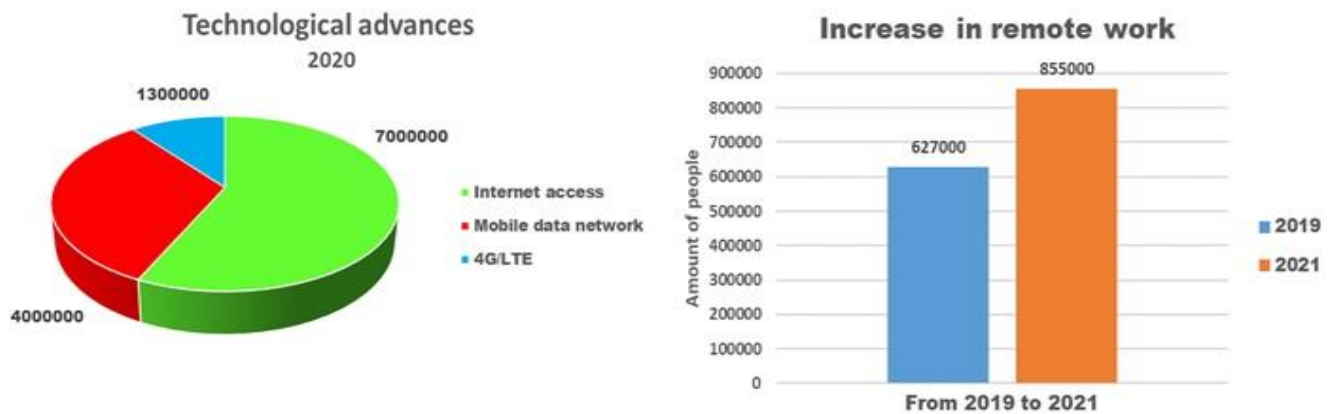 Technological advances
2020
1300000
7000000
4000000
Internet access
Mobile data network
4G/LTE
Increase in remote work
Amount of people
900000
800000
700000
600000
500000
400000
300000
200000
100000
0
627000
855000
From 2019 to 2021
2019
2021